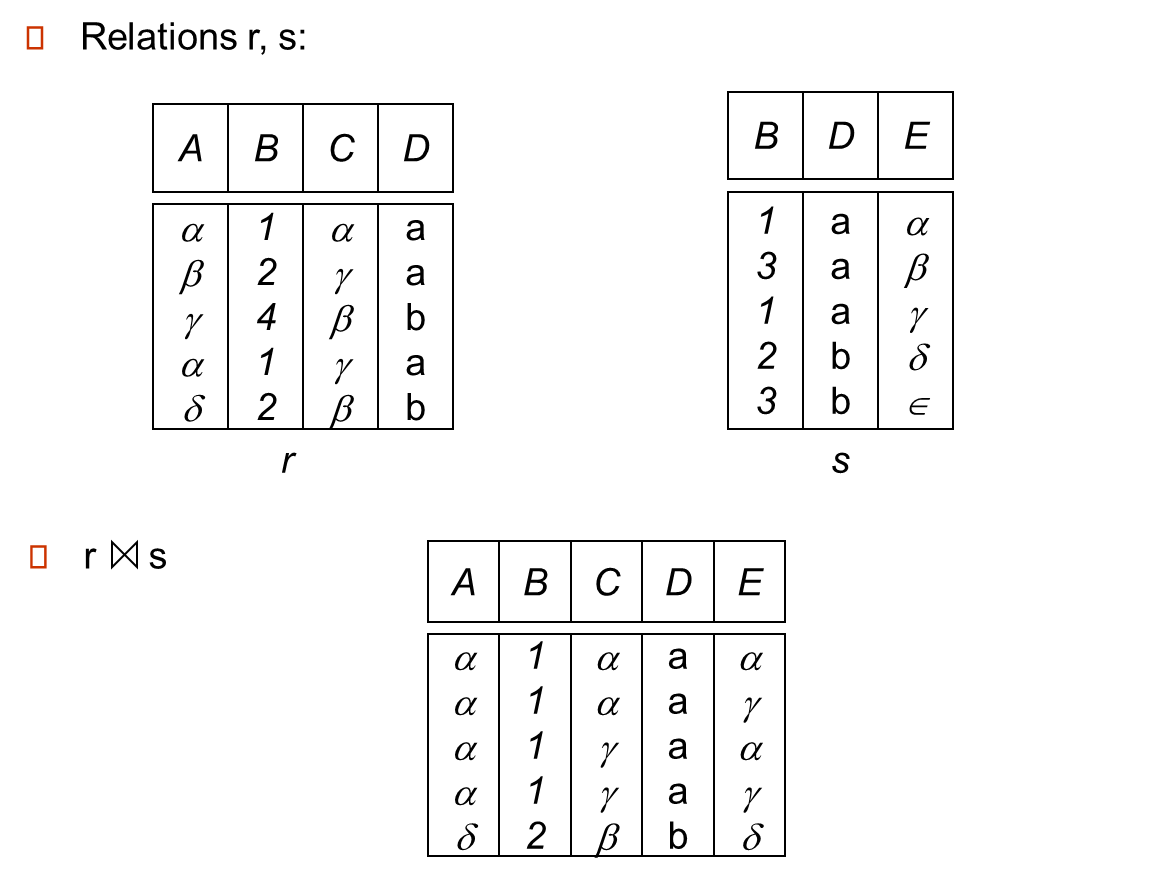 Relations r, s:
A B C D
α 1 α a
β 2 γ a
γ 4 β b
α 1 γ a
δ 2 β b
r
B D E
1 a α
3 a β
1 a γ
2 b δ
3 b ∈
s
r ⋈ s
A B C D E
α 1 α a α
α 1 α a γ
α 1 γ a α
α 1 γ a γ
δ 2 β b δ